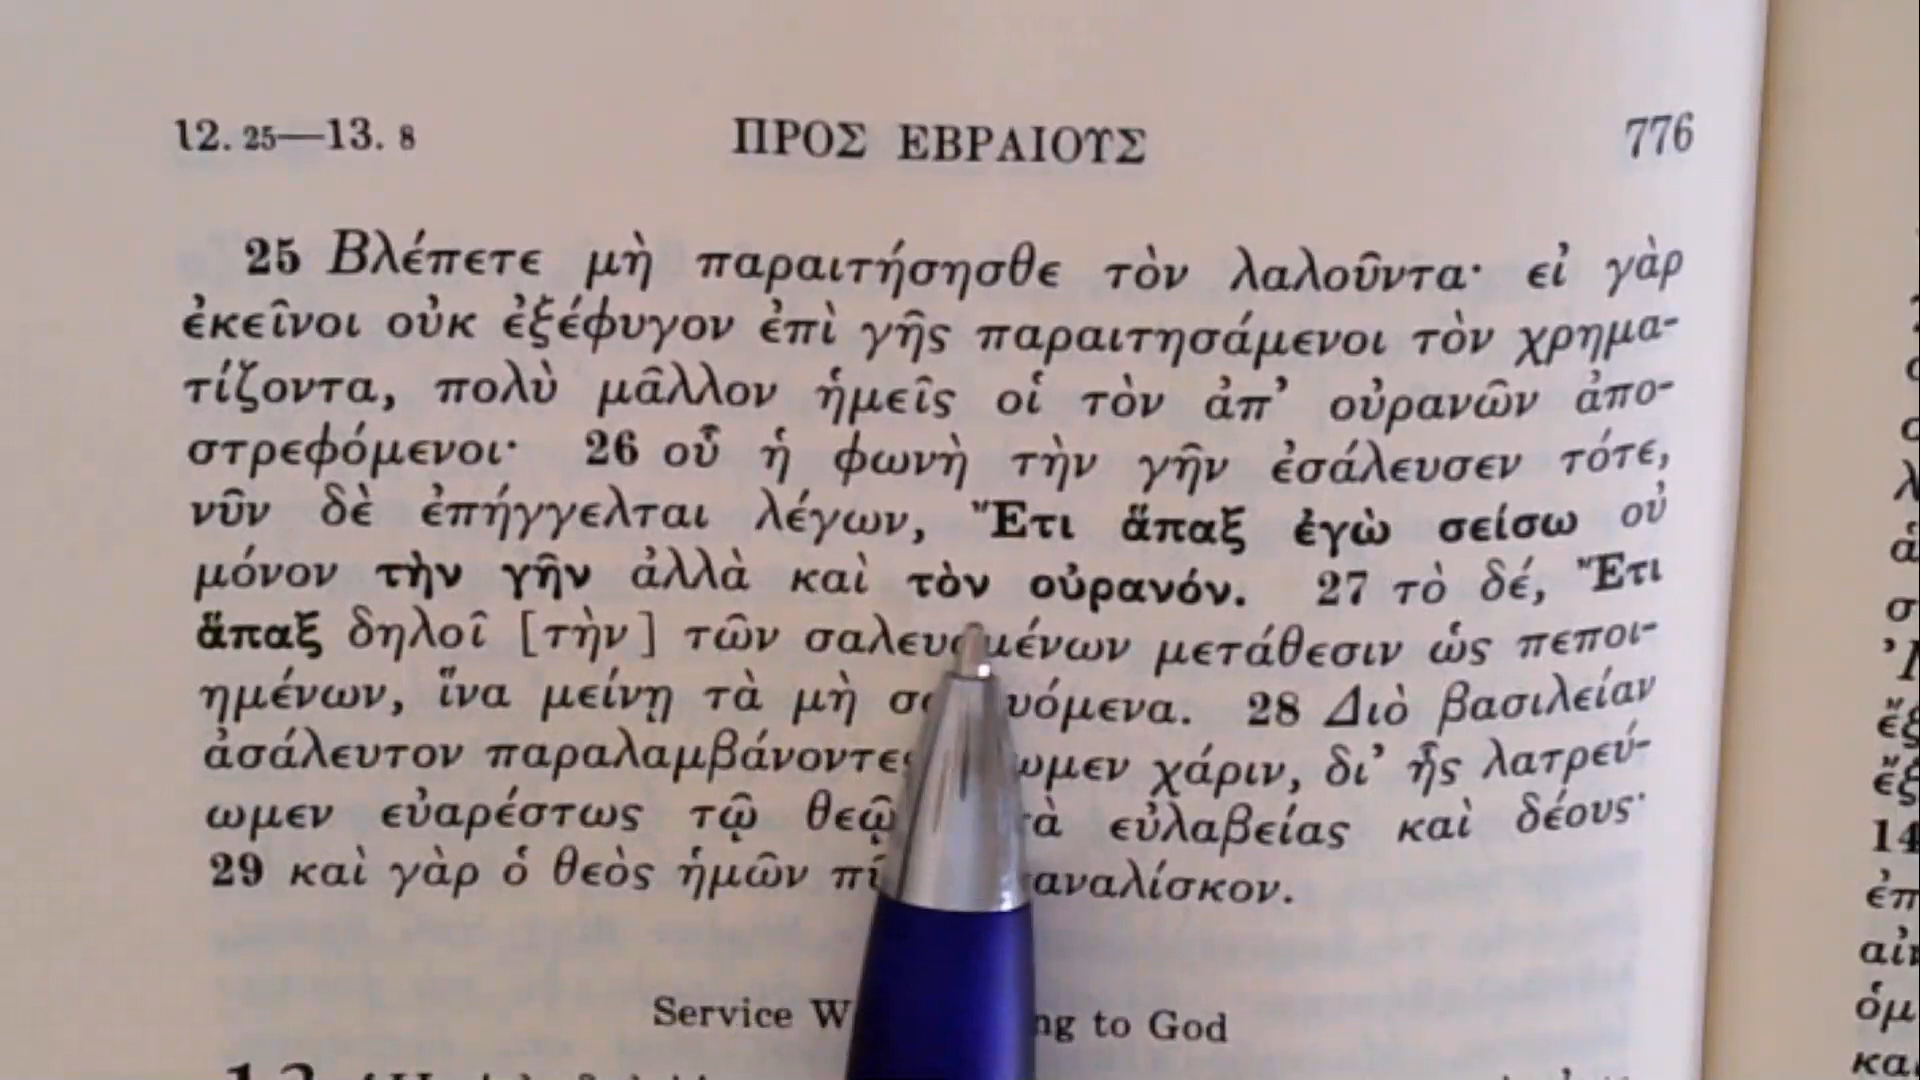 12. 25—13. 8 ΠΡΟΣ ΕΒΡΑΙΟΥΣ 776
25 Βλέπετε μὴ παραιτήσησθε τὸν λαλοῦντα· εἰ γὰρ
ἐκεῖνοι οὐκ ἐξέφυγον ἐπὶ γῆς παραιτησάμενοι τὸν χρημα-
τίζοντα, πολὺ μᾶλλον ἡμεῖς οἱ τὸν ἀπ’ οὐρανῶν ἀπο-
στρεφόμενοι· 26 οὗ ἡ φωνὴ τὴν γῆν ἐσάλευσεν τότε,
νῦν δὲ ἐπήγγελται λέγων, Ἔτι ἅπαξ ἐγὼ σείσω οὐ
μόνον τὴν γῆν ἀλλὰ καὶ τὸν οὐρανόν. 27 τὸ δέ, Ἔτι
ἅπαξ δηλοῖ [τὴν] τῶν σαλευομένων μετάθεσιν ὡς πεποι-
ημένων, ἵνα μείνῃ τὰ μὴ υόμενα. 28 Διὸ βασιλείαν
ἀσάλευτον παραλαμβάνοντες ωμεν χάριν, δι’ ἧς λατρεύ-
ωμεν εὐαρέστως τῷ θεῷ εὐλαβείας καὶ δέους·
29 καὶ γὰρ ὁ θεὸς ἡμῶν αναλίσκον.
Service ng to God